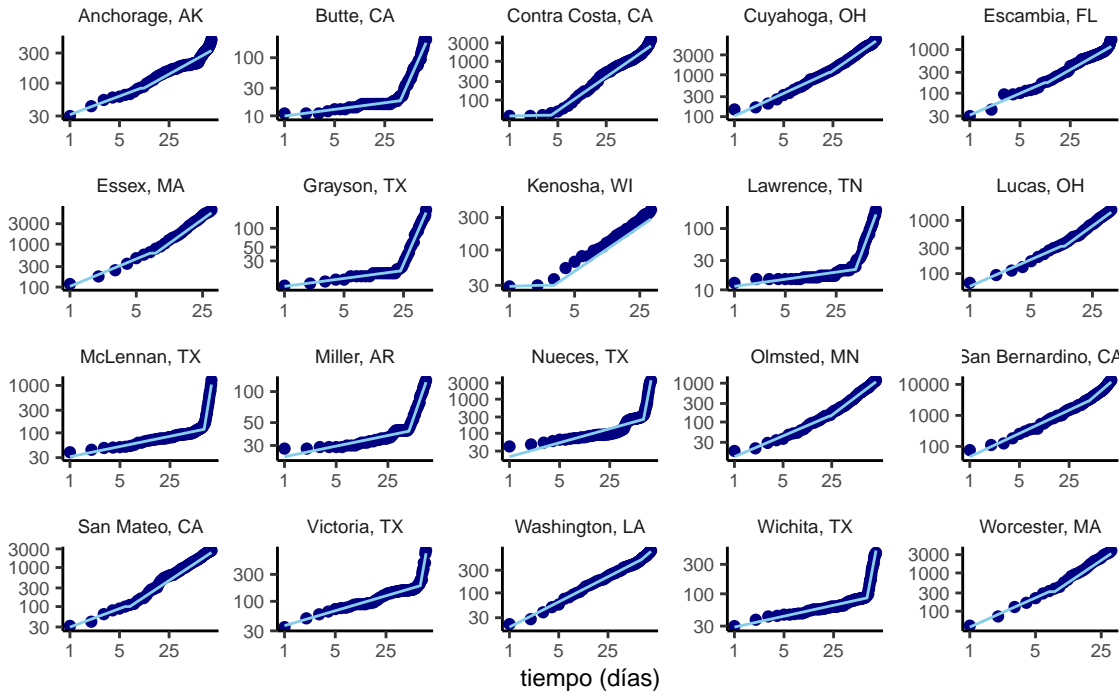 Anchorage, AK
300
100
30
1 5 25
Butte, CA
100
30
10
1 5 25
Contra Costa, CA
3000
1000
300
100
1 5 25
Cuyahoga, OH
3000
1000
300
100
1 5 25
Escambia, FL
1000
300
100
30
1 5 25
Essex, MA
3000
1000
300
100
1 5 25
Grayson, TX
100
50
30
1 5 25
Kenosha, WI
300
100
30
1 5 25
Lawrence, TN
100
30
10
1 5 25
Lucas, OH
1000
300
100
1 5 25
McLennan, TX
1000
300
100
30
1 5 25
Miller, AR
100
50
30
1 5 25
Nueces, TX
3000
1000
300
100
30
1 5 25
Olmsted, MN
1000
300
100
30
1 5 25
San Bernardino, CA
10000
1000
100
1 5 25
San Mateo, CA
3000
1000
300
100
30
1 5 25
Victoria, TX
300
100
30
1 5 25
Washington, LA
300
100
30
1 5 25
Wichita, TX
300
100
30
1 5 25
Worcester, MA
3000
1000
300
100
1 5 25
tiempo (días)